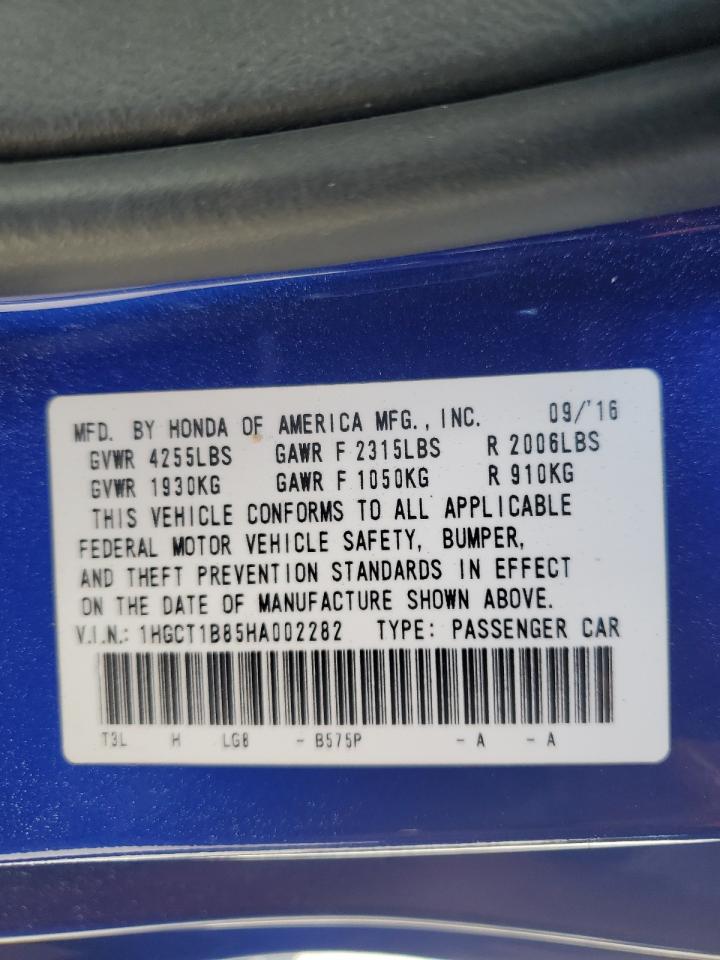 MFD. BY HONDA OF AMERICA MFG., INC. 09/'16
GVWR 4255LBS GAWR F 2315LBS R 2006LBS
GVWR 1930KG GAWR F 1050KG R 910KG
THIS VEHICLE CONFORMS TO ALL APPLICABLE
FEDERAL MOTOR VEHICLE SAFETY, BUMPER,
AND THEFT PREVENTION STANDARDS IN EFFECT
ON THE DATE OF MANUFACTURE SHOWN ABOVE.
V.I.N.: 1HGCT1B85HA002282 TYPE: PASSENGER CAR
T3L H LG8 - B575P - A - A